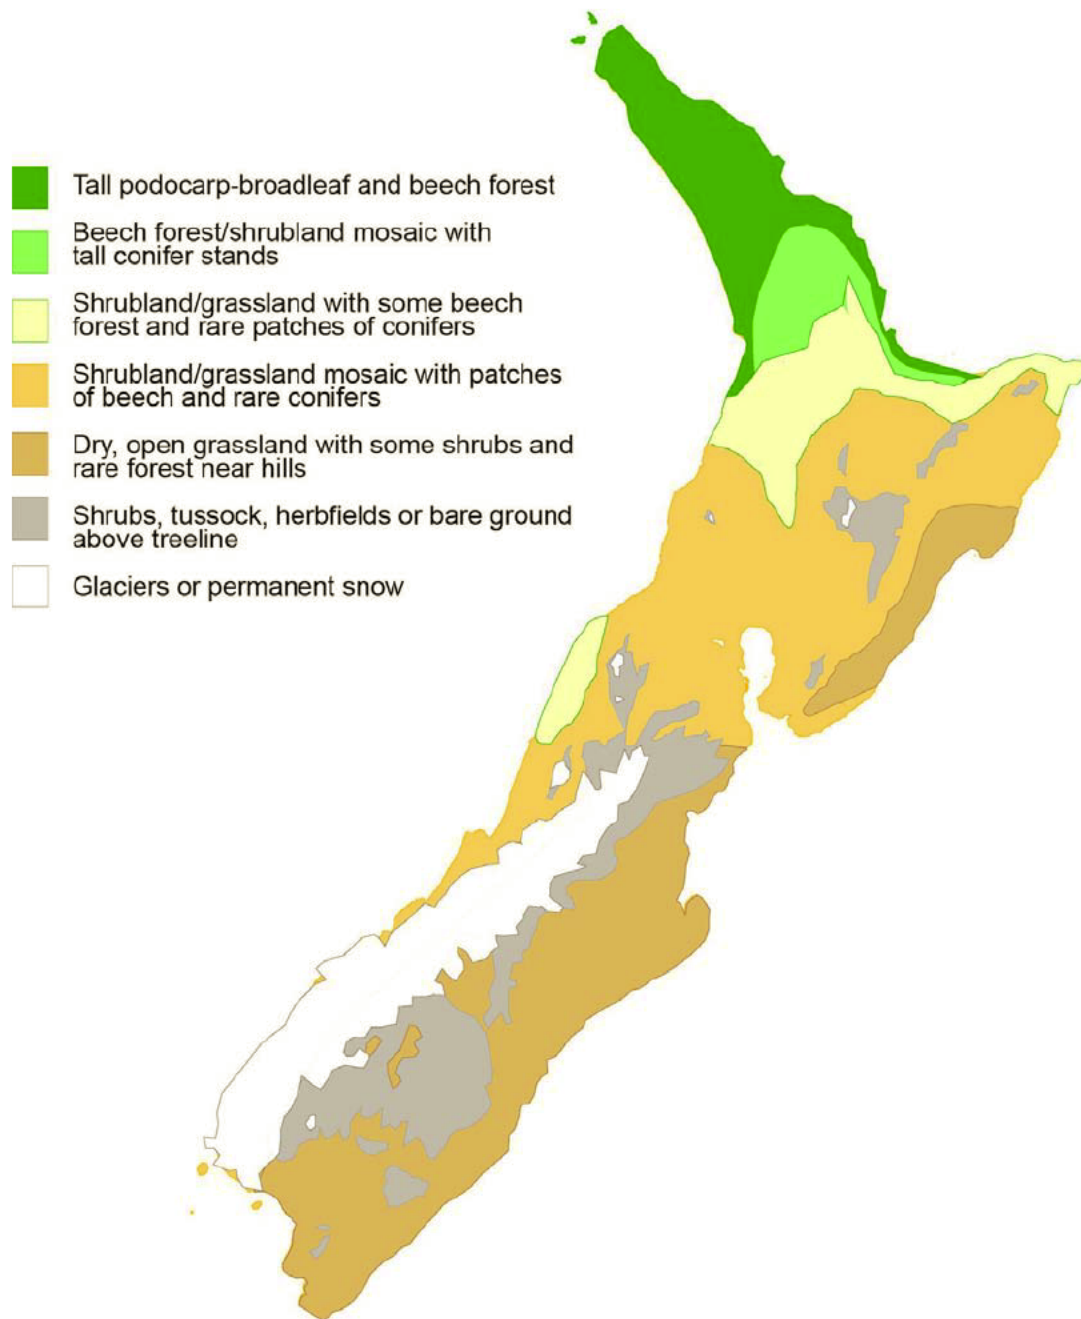 Tall podocarp-broadleaf and beech forest
Beech forest/shrubland mosaic with
tall conifer stands
Shrubland/grassland with some beech
forest and rare patches of conifers
Shrubland/grassland mosaic with patches
of beech and rare conifers
Dry, open grassland with some shrubs and
rare forest near hills
Shrubs, tussock, herbfields or bare ground
above treeline
Glaciers or permanent snow